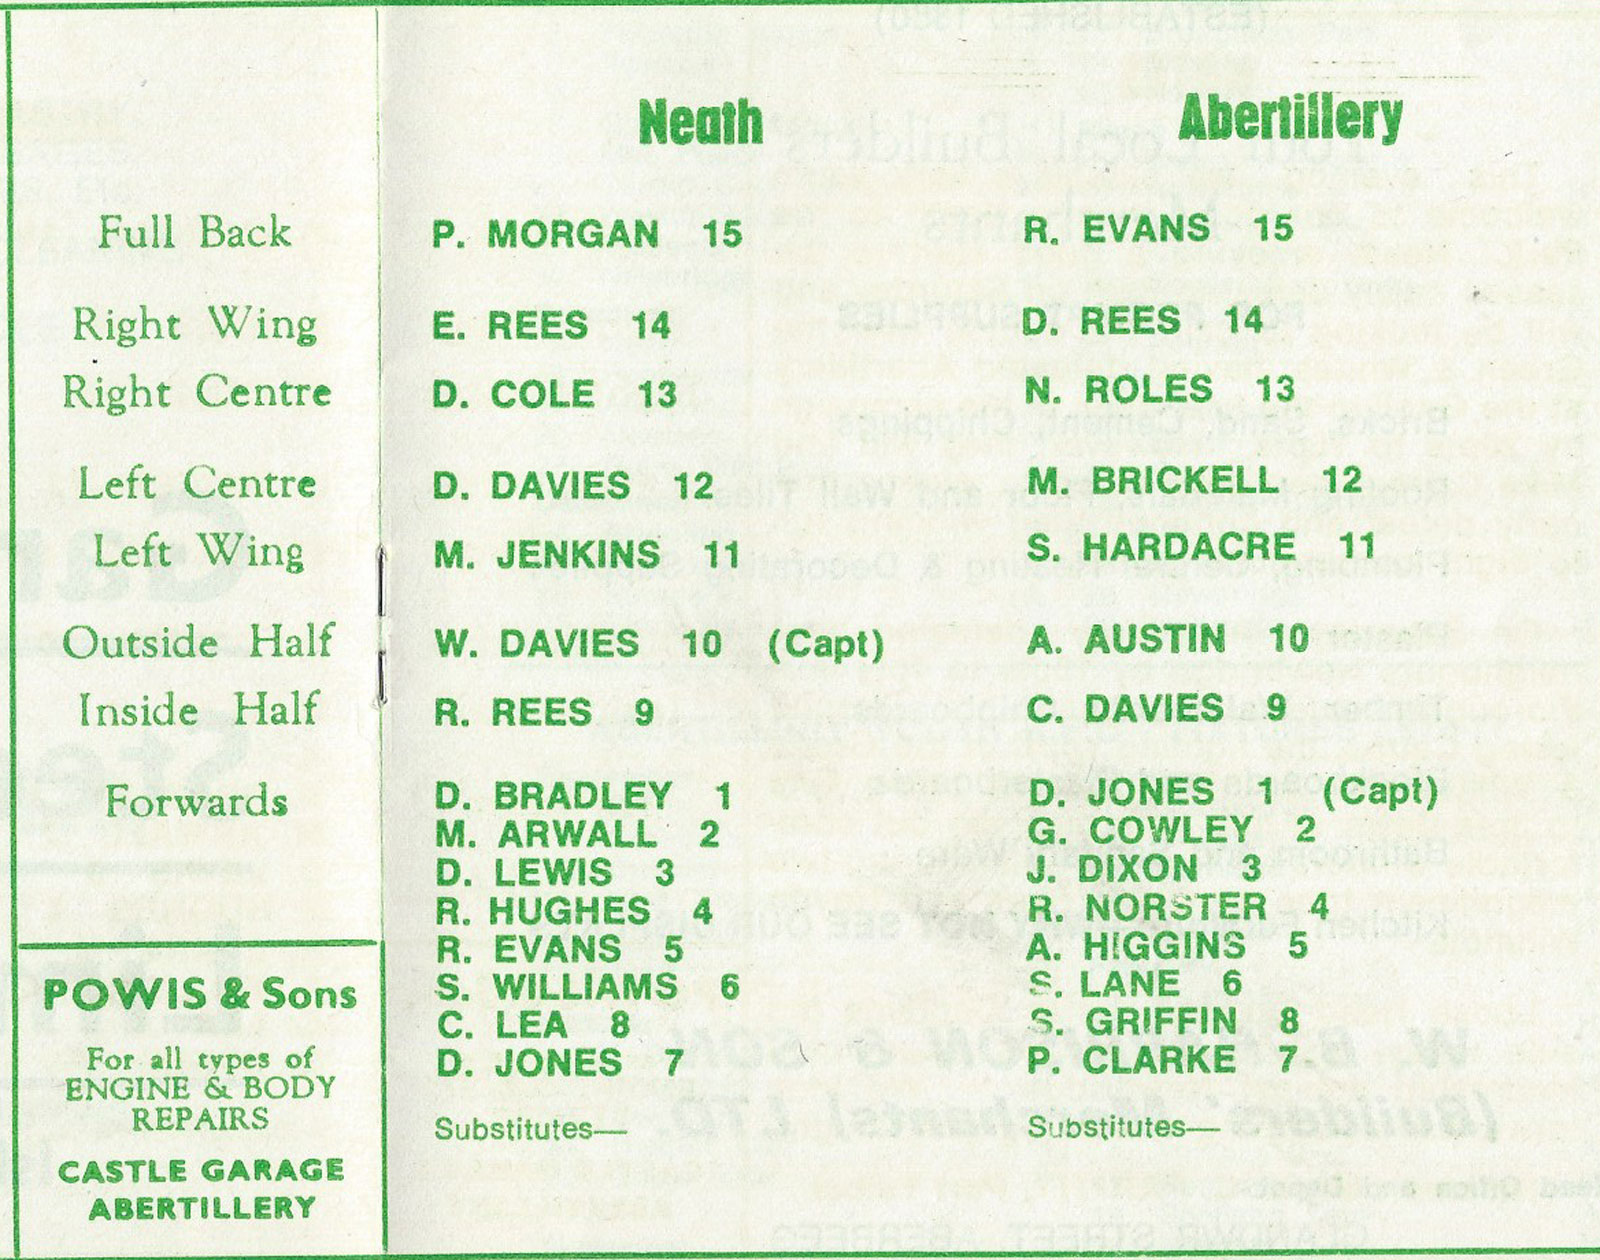 Neath Abertillery
Full Back P. MORGAN 15 R. EVANS 15
Right Wing E. REES 14 D. REES 14
Right Centre D. COLE 13 N. ROLES 13
Left Centre D. DAVIES 12 M. BRICKELL 12
Left Wing M. JENKINS 11 S. HARDACRE 11
Outside Half W. DAVIES 10 (Capt) A. AUSTIN 10
Inside Half R. REES 9 C. DAVIES 9
Forwards D. BRADLEY 1 D. JONES 1 (Capt)
M. ARWALL 2 G. COWLEY 2
D. LEWIS 3 J. DIXON 3
R. HUGHES 4 R. NORSTER 4
R. EVANS 5 A. HIGGINS 5
S. WILLIAMS 6 S. LANE 6
C. LEA 8 S. GRIFFIN 8
D. JONES 7 P. CLARKE 7
Substitutes— Substitutes—
POWIS & Sons
For all types of
ENGINE & BODY
REPAIRS
CASTLE GARAGE
ABERTILLERY